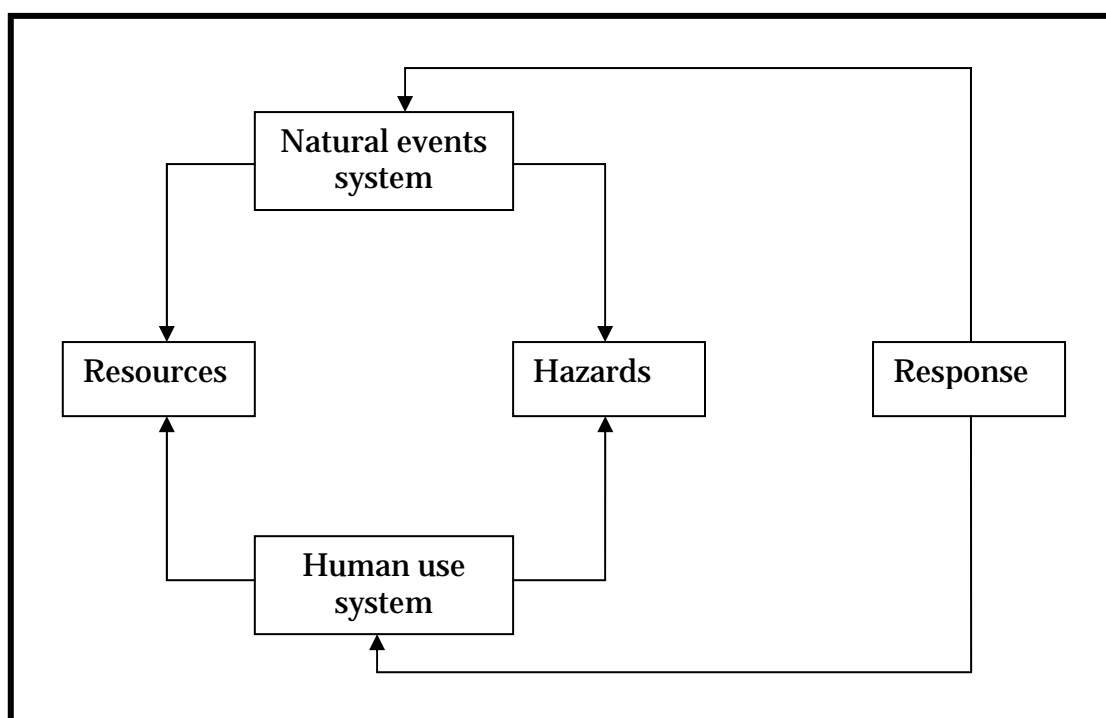 Natural events
system
Resources
Hazards
Response
Human use
system